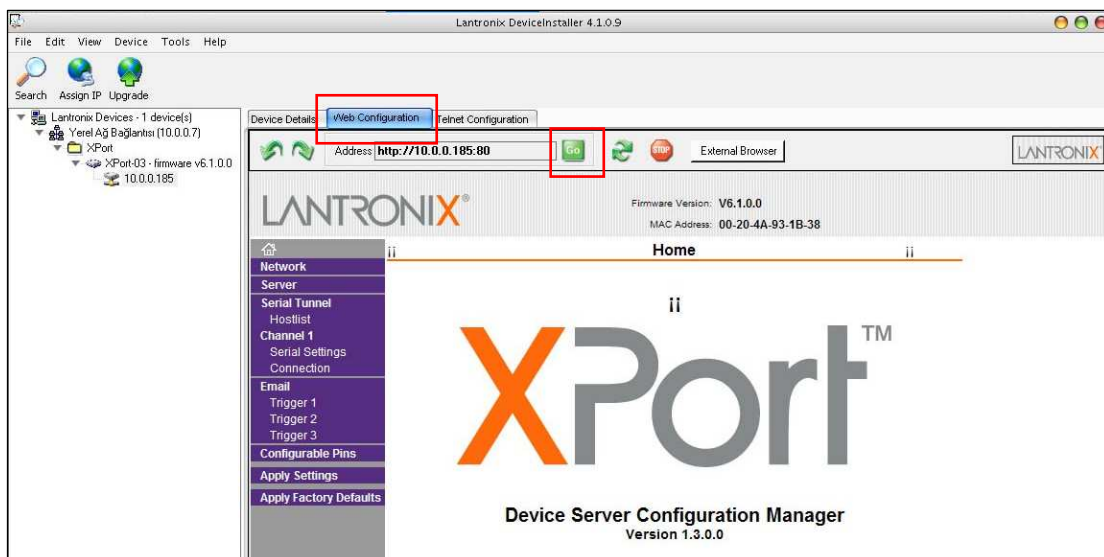 Lantronix DeviceInstaller 4.1.0.9
File Edit View Device Tools Help
Search Assign IP Upgrade
Lantronix Devices - 1 device(s)
Yerel Ağ Bağlantısı (10.0.0.7)
XPort
XPort-03 - firmware v6.1.0.0
10.0.0.185
Device Details Web Configuration Telnet Configuration
Address http://10.0.0.185:80 Go STOP External Browser LANTRONIX
LANTRONIX®
Firmware Version: V6.1.0.0
MAC Address: 00-20-4A-93-1B-38
¡¡ Home ¡¡
Network
Server
Serial Tunnel
Hostlist
Channel 1
Serial Settings
Connection
Email
Trigger 1
Trigger 2
Trigger 3
Configurable Pins
Apply Settings
Apply Factory Defaults
¡¡
XPort™
Device Server Configuration Manager
Version 1.3.0.0